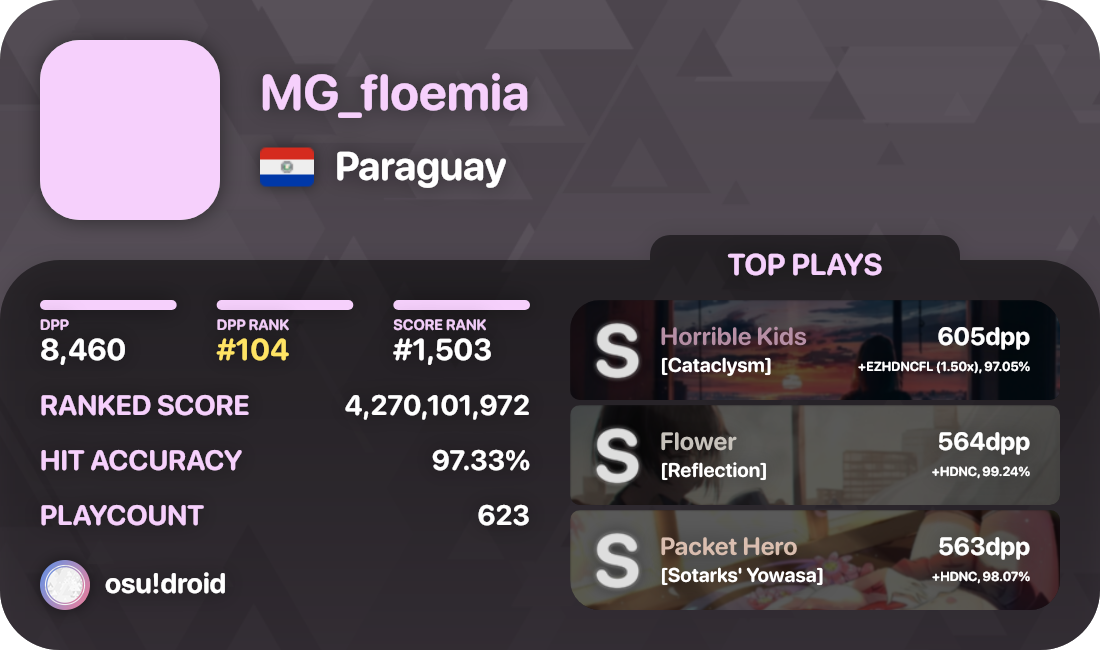 MG_floemia
Paraguay
DPP
8,460
DPP RANK
#104
SCORE RANK
#1,503
RANKED SCORE 4,270,101,972
HIT ACCURACY 97.33%
PLAYCOUNT 623
osu!droid
TOP PLAYS
S
Horrible Kids 605dpp
[Cataclysm] +EZHDNCFL (1.50x), 97.05%
S
Flower 564dpp
[Reflection] +HDNC, 99.24%
S
Packet Hero 563dpp
[Sotarks' Yowasa] +HDNC, 98.07%